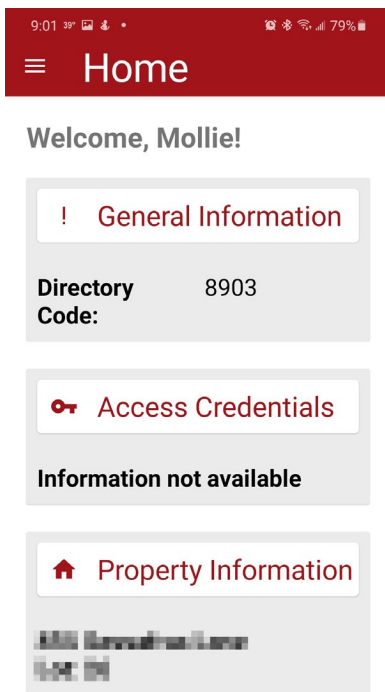 9:01 39° 79%
Home
Welcome, Mollie!
! General Information
Directory 8903
Code:
Access Credentials
Information not available
Property Information